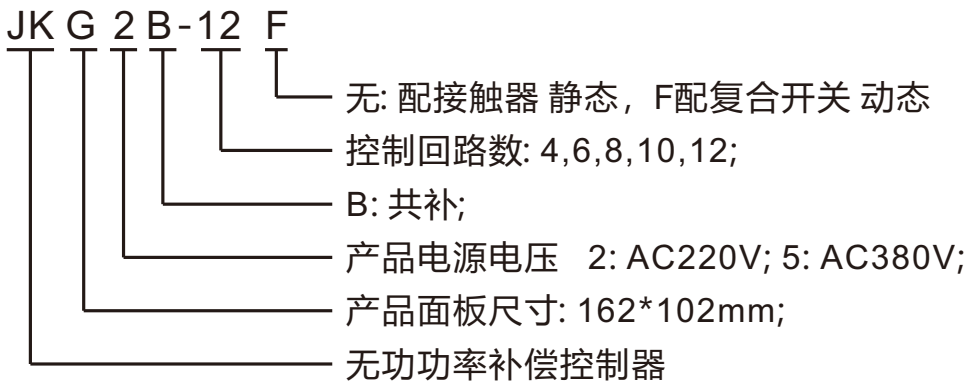 JK G 2 B-12 F
无: 配接触器 静态，F配复合开关 动态
控制回路数: 4,6,8,10,12;
B: 共补;
产品电源电压 2: AC220V; 5: AC380V;
产品面板尺寸: 162*102mm;
无功功率补偿控制器